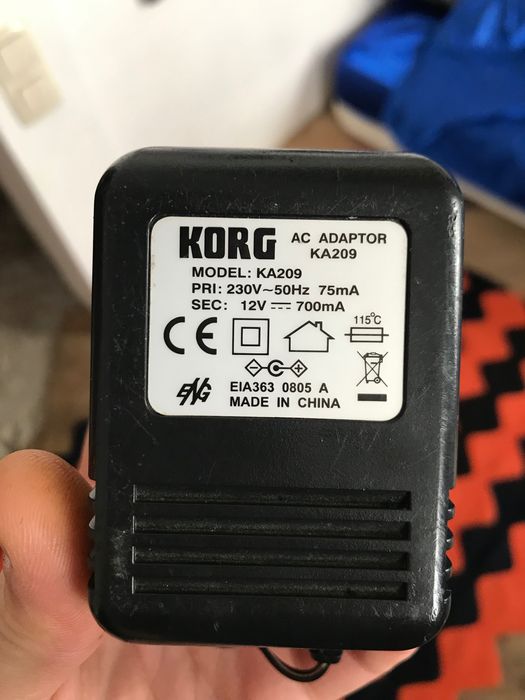 KORG AC ADAPTOR
KA209
MODEL: KA209
PRI: 230V~50Hz 75mA
SEC: 12V ⎓ 700mA
115°C
CE
ENG
EIA363 0805 A
MADE IN CHINA